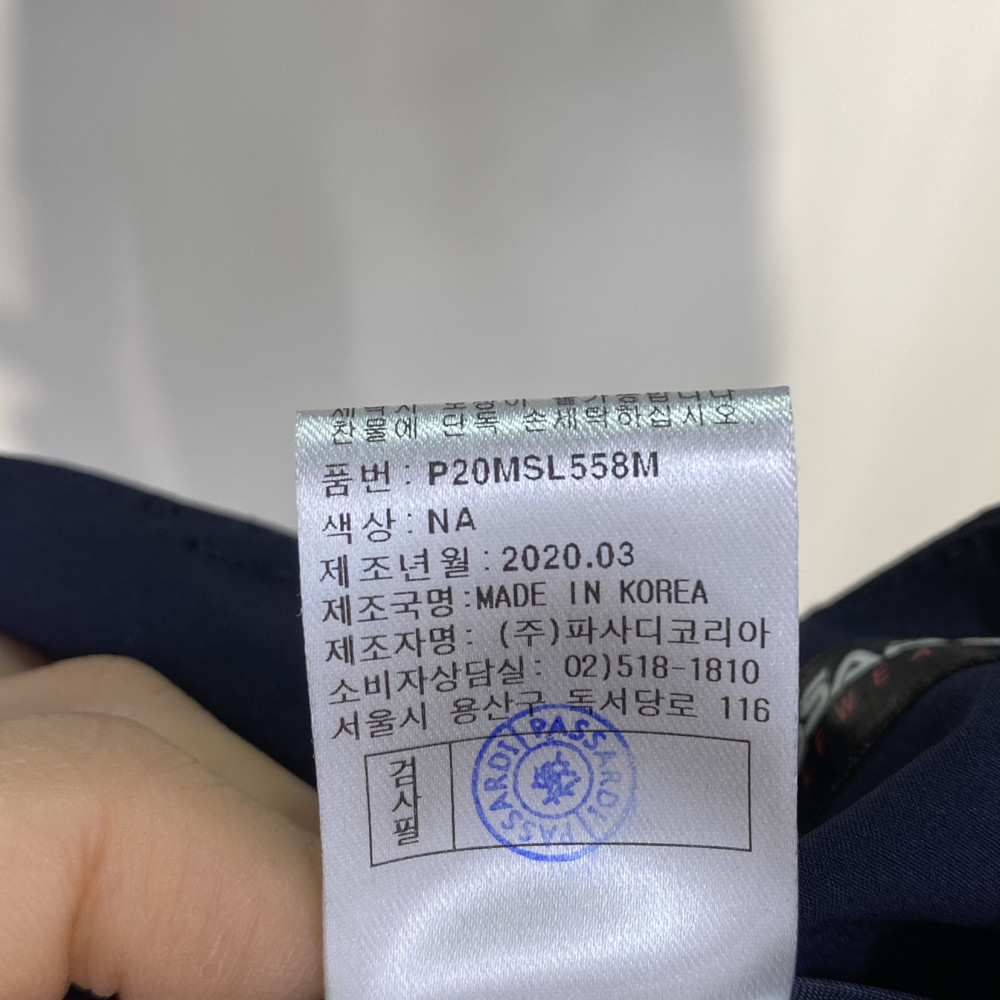 찬물에 단독 손세탁하십시오.
품번: P20MSL558M
색상: NA
제조년월: 2020.03
제조국명:MADE IN KOREA
제조자명: (주)파사디코리아
소비자상담실: 02)518-1810
서울시 용산구 독서당로 116
검사필
PASSARDI
PASSARDI